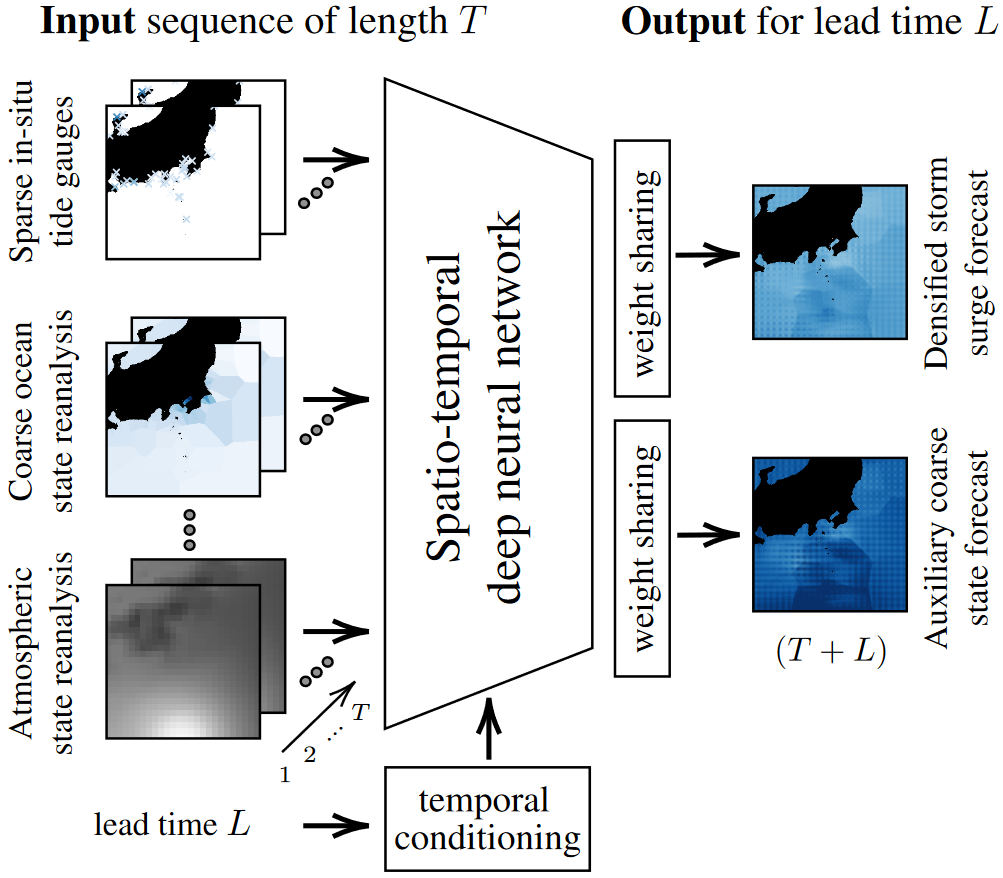 Input sequence of length T
Output for lead time L
Sparse in-situ
tide gauges
Coarse ocean
state reanalysis
Atmospheric
state reanalysis
1 2 ... T
lead time L
temporal
conditioning
Spatio-temporal
deep neural network
weight sharing
weight sharing
Densified storm
surge forecast
Auxiliary coarse
state forecast
(T + L)